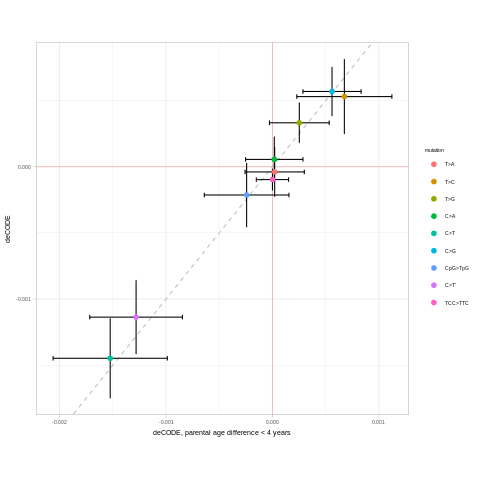 0.000
-0.001
deCODE
-0.002
-0.001
0.000
0.001
deCODE, parental age difference < 4 years
mutation
T>A
T>C
T>G
C>A
C>T
C>G
CpG>TpG
C>T'
TCC>TTC